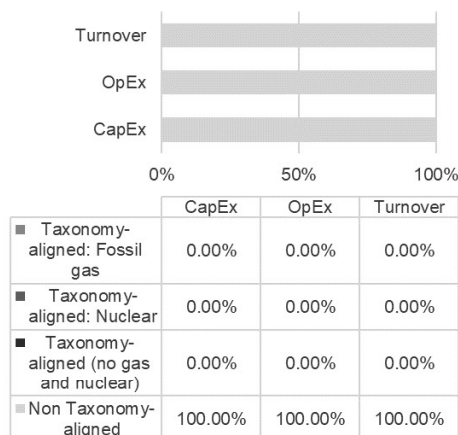 Turnover
OpEx
CapEx
0% 50% 100%
CapEx OpEx Turnover
Taxonomy-
aligned: Fossil
gas
0.00% 0.00% 0.00%
Taxonomy-
aligned: Nuclear
0.00% 0.00% 0.00%
Taxonomy-
aligned (no gas
and nuclear)
0.00% 0.00% 0.00%
Non Taxonomy-
aligned
100.00% 100.00% 100.00%